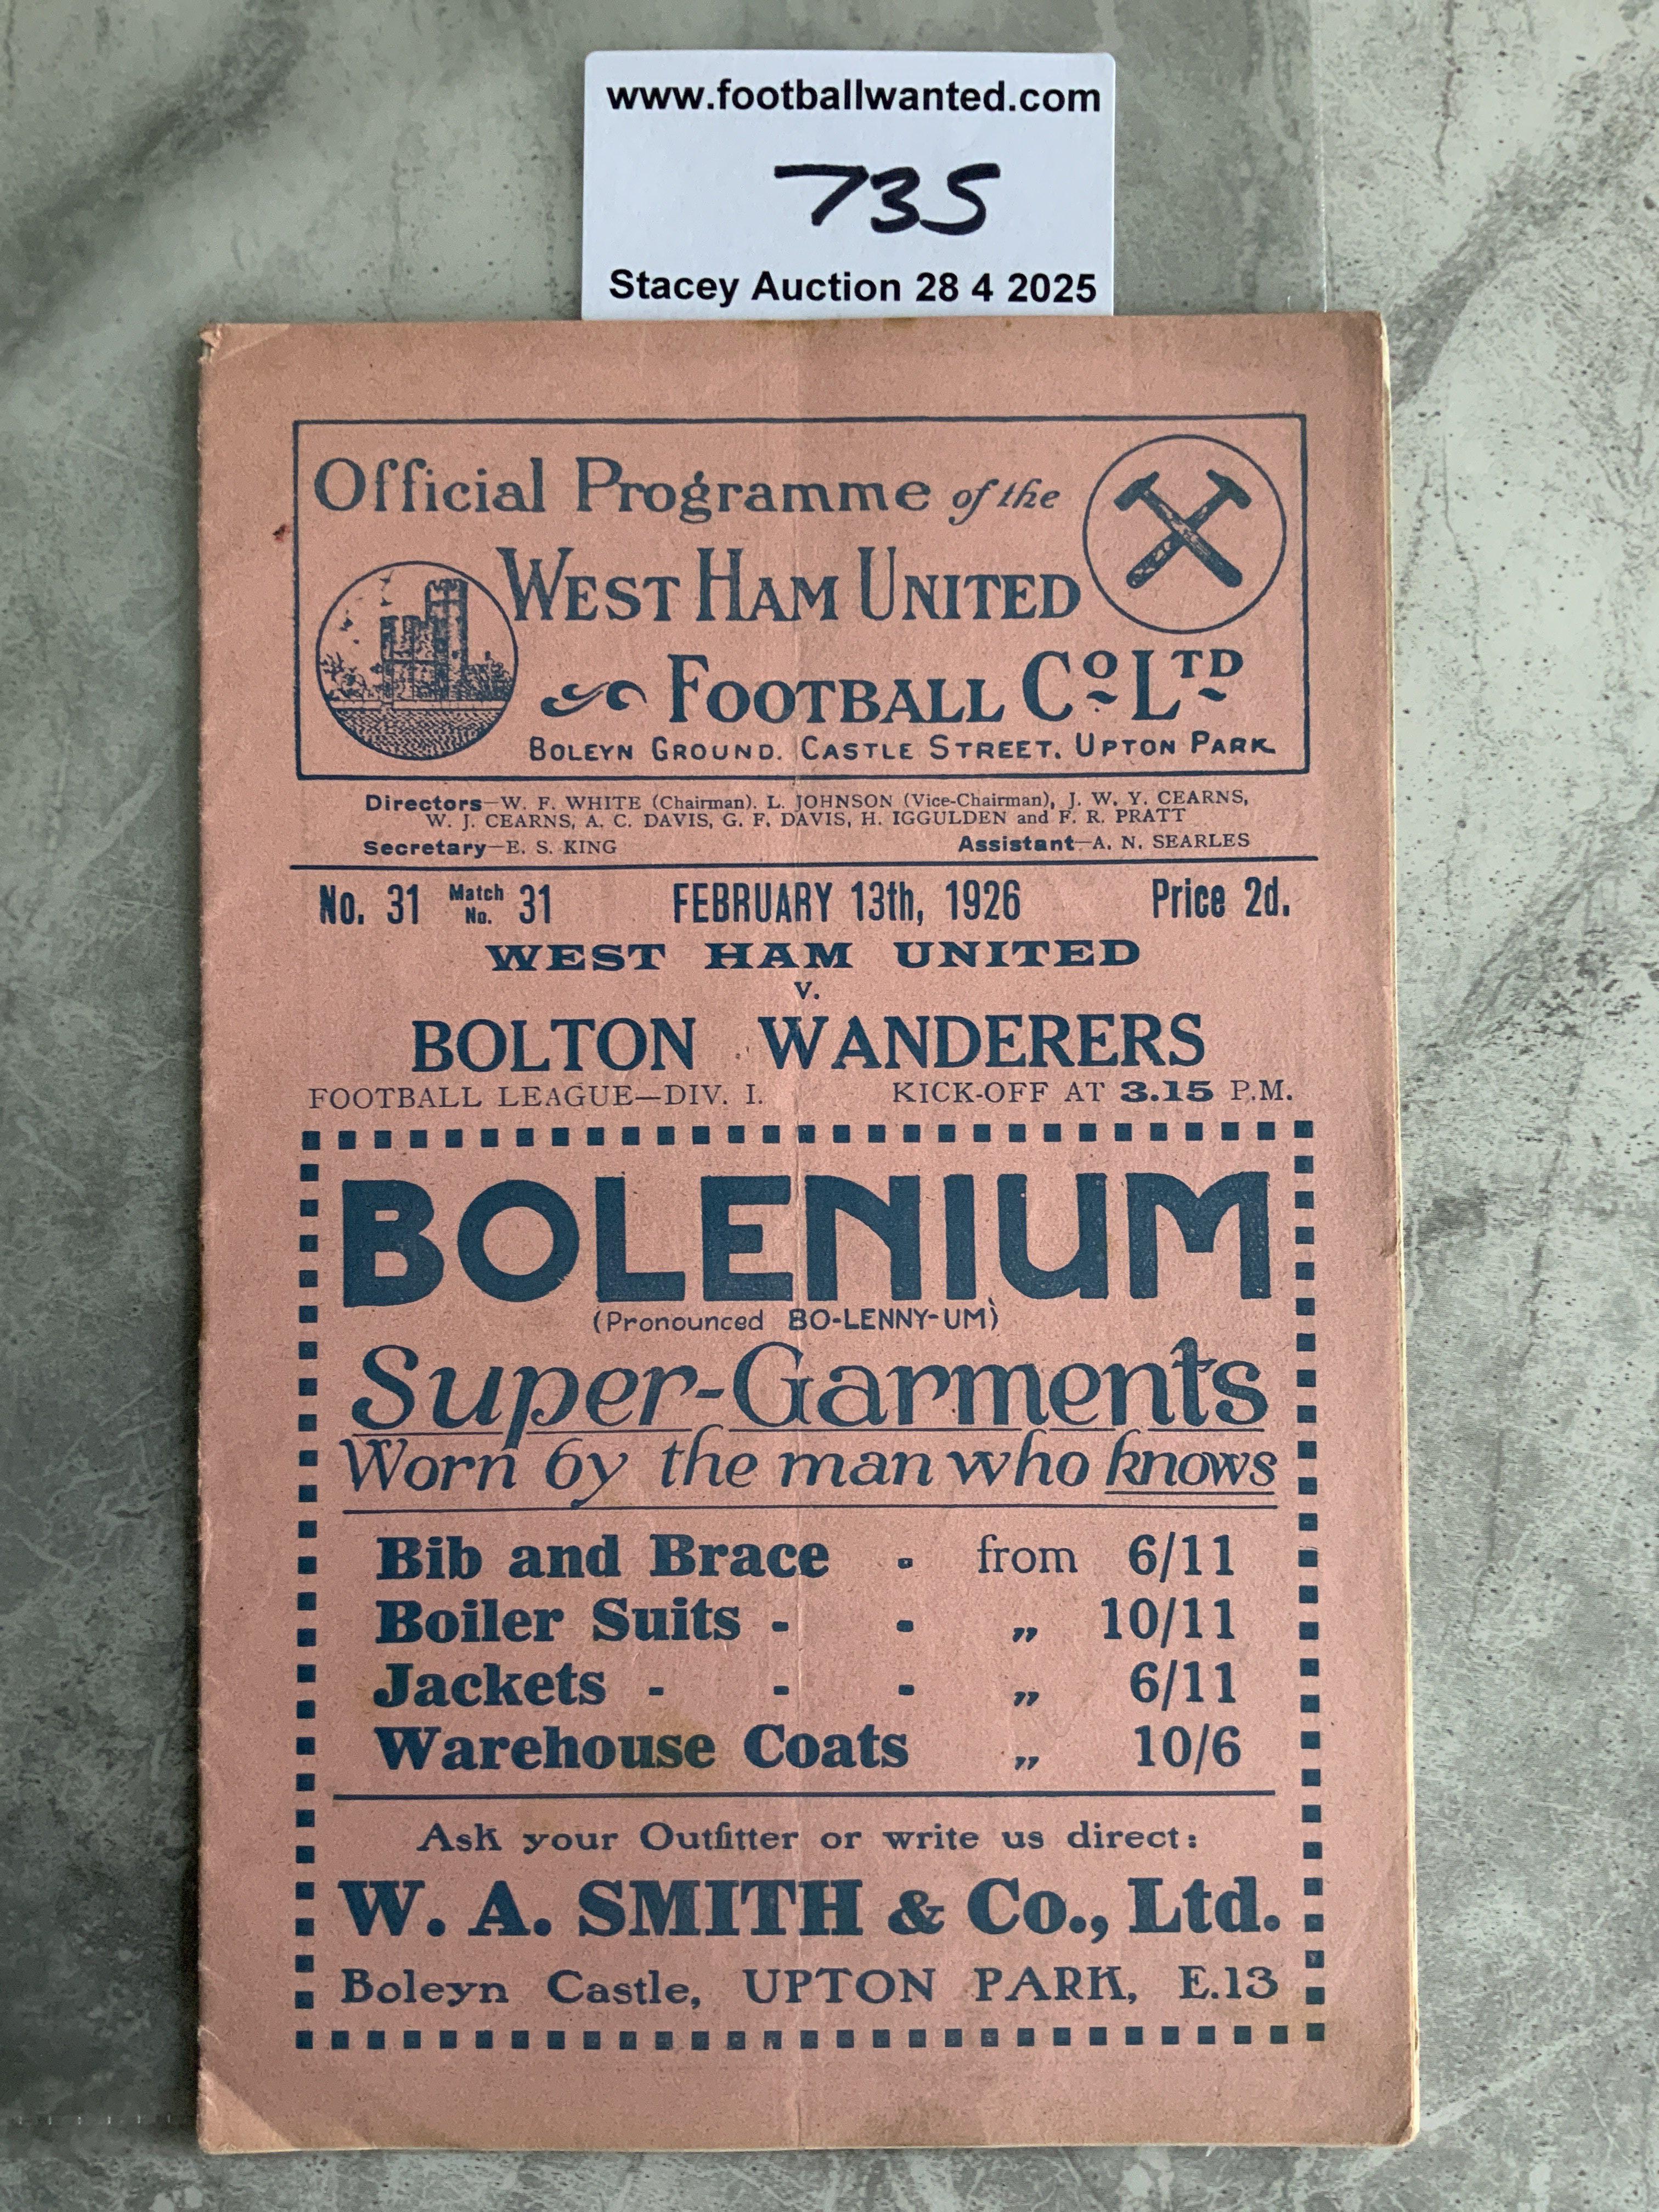 www.footballwanted.com
735
Stacey Auction 28 4 2025
Official Programme of the
WEST HAM UNITED
FOOTBALL Co LTD
BOLEYN GROUND. CASTLE STREET. UPTON PARK
Directors—W. F. WHITE (Chairman). L. JOHNSON (Vice-Chairman), J. W. Y. CEARNS,
W. J. CEARNS, A. C. DAVIS, G. F. DAVIS, H. IGGULDEN and F. R. PRATT
Secretary—E. S. KING Assistant—A. N. SEARLES
No. 31 Match No. 31 FEBRUARY 13th, 1926 Price 2d.
WEST HAM UNITED
v.
BOLTON WANDERERS
FOOTBALL LEAGUE—DIV. I. KICK-OFF AT 3.15 P.M.
BOLENIUM
(Pronounced BO-LENNY-UM)
Super-Garments
Worn by the man who knows
Bib and Brace - from 6/11
Boiler Suits - - „ 10/11
Jackets - - - „ 6/11
Warehouse Coats „ 10/6
Ask your Outfitter or write us direct:
W. A. SMITH & Co., Ltd.
Boleyn Castle, UPTON PARK, E.13